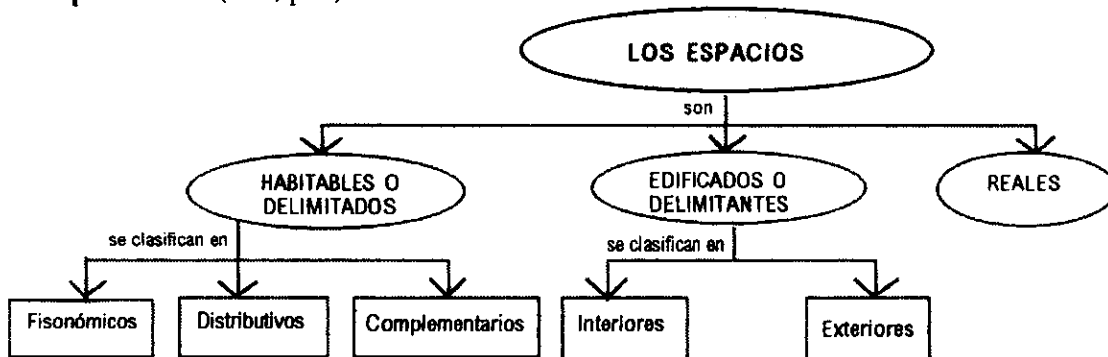 LOS ESPACIOS
son
HABITABLES O
DELIMITADOS
EDIFICADOS O
DELIMITANTES
REALES
se clasifican en
se clasifican en
Fisonómicos
Distributivos
Complementarios
Interiores
Exteriores